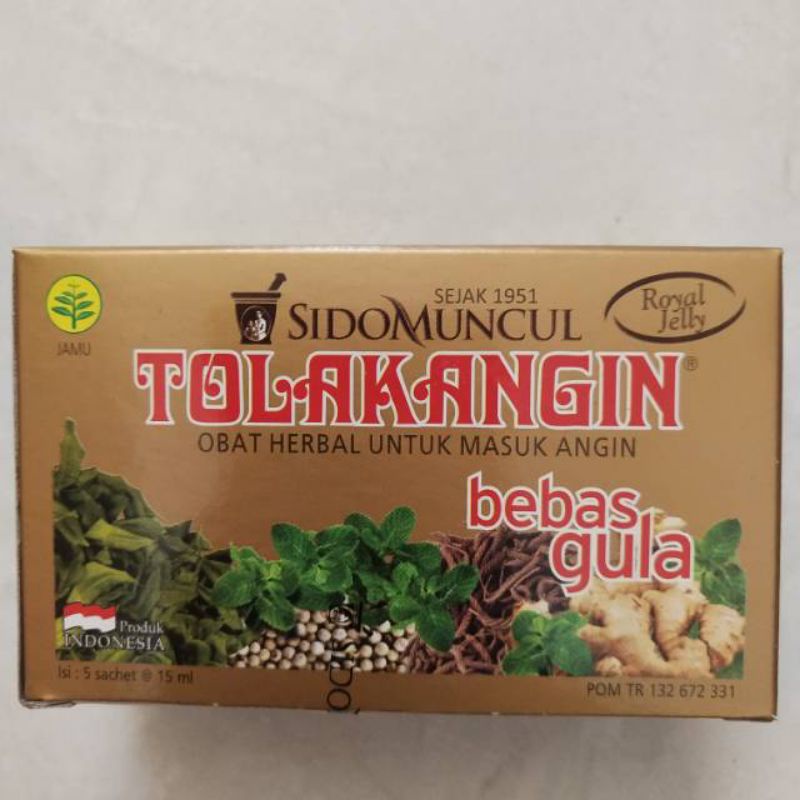 SEJAK 1951
SIDOMUNCUL
Royal
Jelly
JAMU
TOLAKANGIN®
OBAT HERBAL UNTUK MASUK ANGIN
bebas
gula
Produk
INDONESIA
Isi : 5 sachet @ 15 ml
POM TR 132 672 331